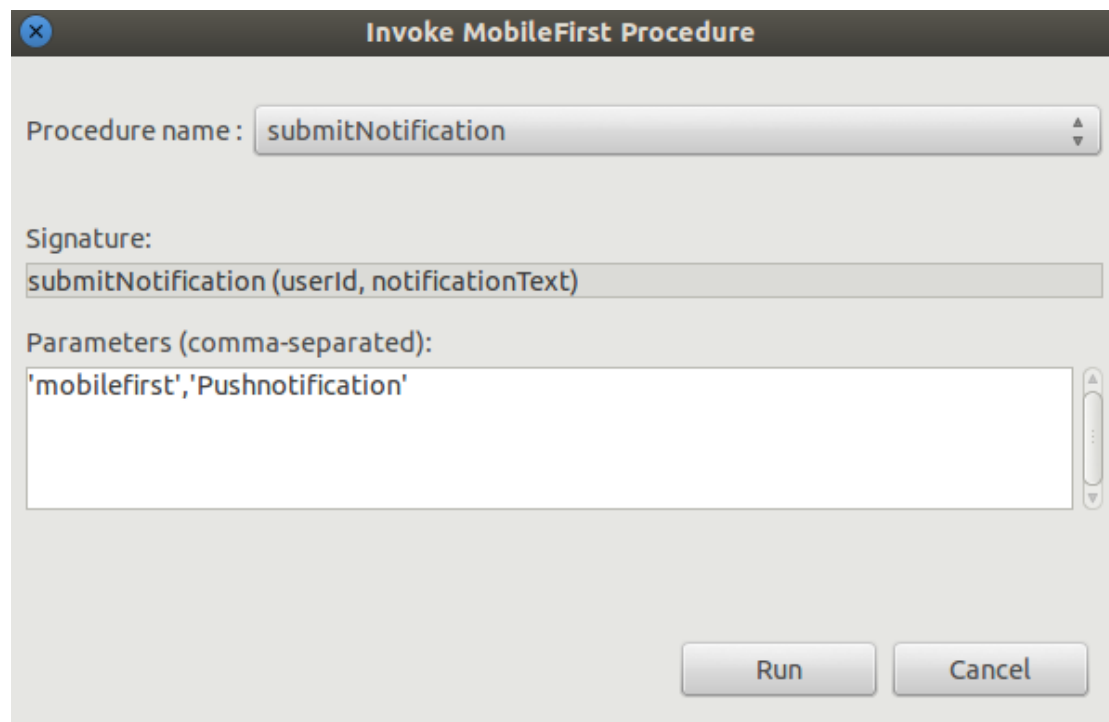 Invoke MobileFirst Procedure
Procedure name : submitNotification
Signature:
submitNotification (userId, notificationText)
Parameters (comma-separated):
'mobilefirst','Pushnotification'
Run Cancel